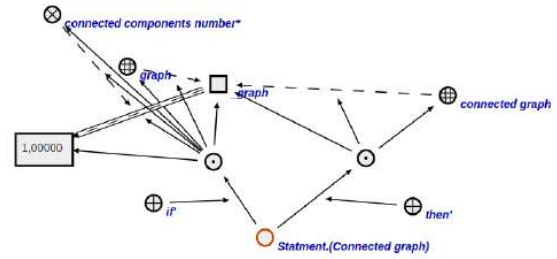 connected components number*
graph
graph
connected graph
1,00000
if'
then'
Statment.(Connected graph)